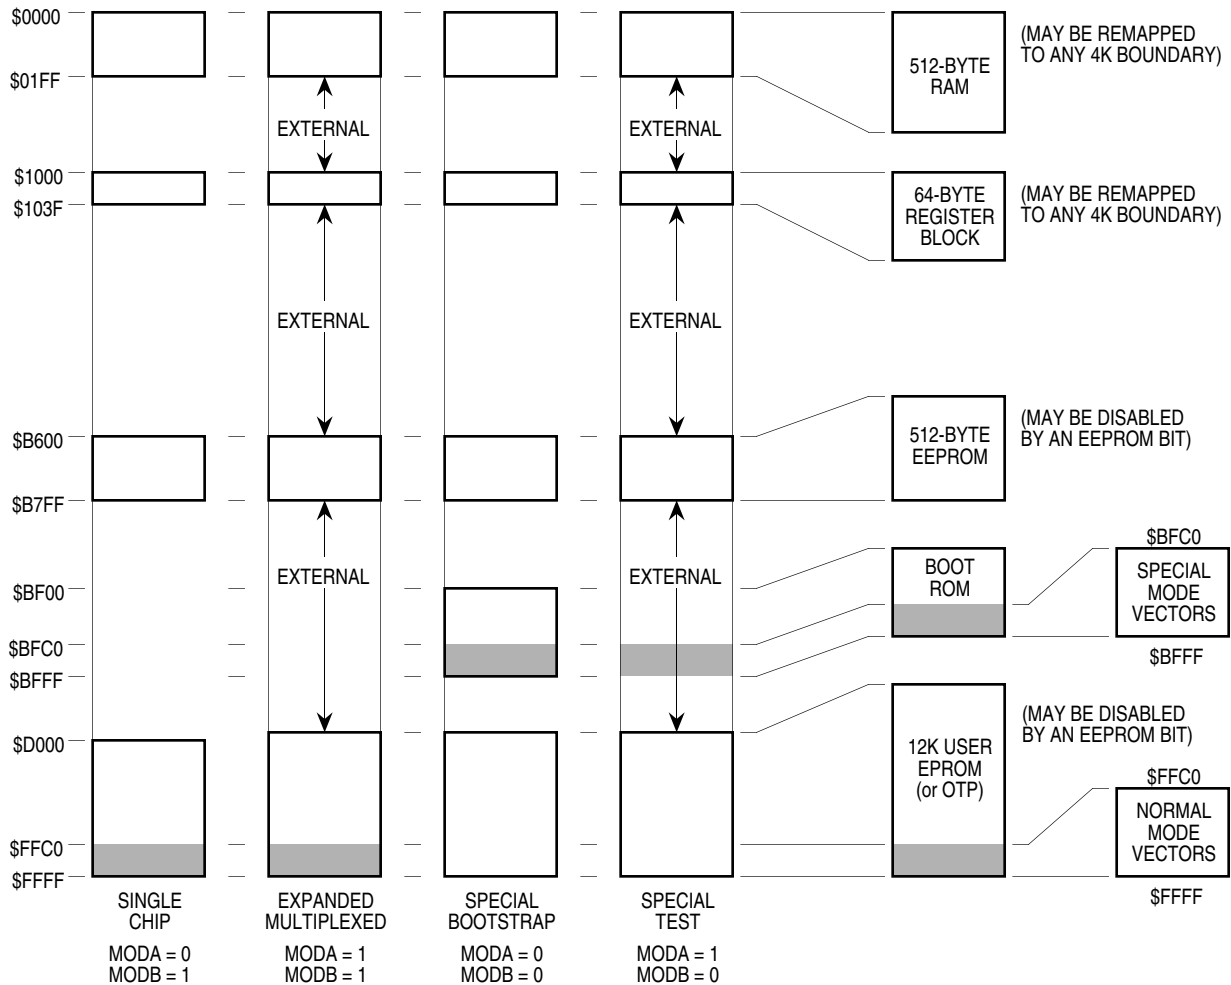 $0000
$01FF
$1000
$103F
$B600
$B7FF
$BF00
$BFC0
$BFFF
$D000
$FFC0
$FFFF
EXTERNAL
EXTERNAL
EXTERNAL
EXTERNAL
EXTERNAL
EXTERNAL
512-BYTE
RAM
(MAY BE REMAPPED
TO ANY 4K BOUNDARY)
64-BYTE
REGISTER
BLOCK
(MAY BE REMAPPED
TO ANY 4K BOUNDARY)
512-BYTE
EEPROM
(MAY BE DISABLED
BY AN EEPROM BIT)
BOOT
ROM
$BFC0
SPECIAL
MODE
VECTORS
$BFFF
12K USER
EPROM
(or OTP)
(MAY BE DISABLED
BY AN EEPROM BIT)
$FFC0
NORMAL
MODE
VECTORS
$FFFF
SINGLE
CHIP
MODA = 0
MODB = 1
EXPANDED
MULTIPLEXED
MODA = 1
MODB = 1
SPECIAL
BOOTSTRAP
MODA = 0
MODB = 0
SPECIAL
TEST
MODA = 1
MODB = 0